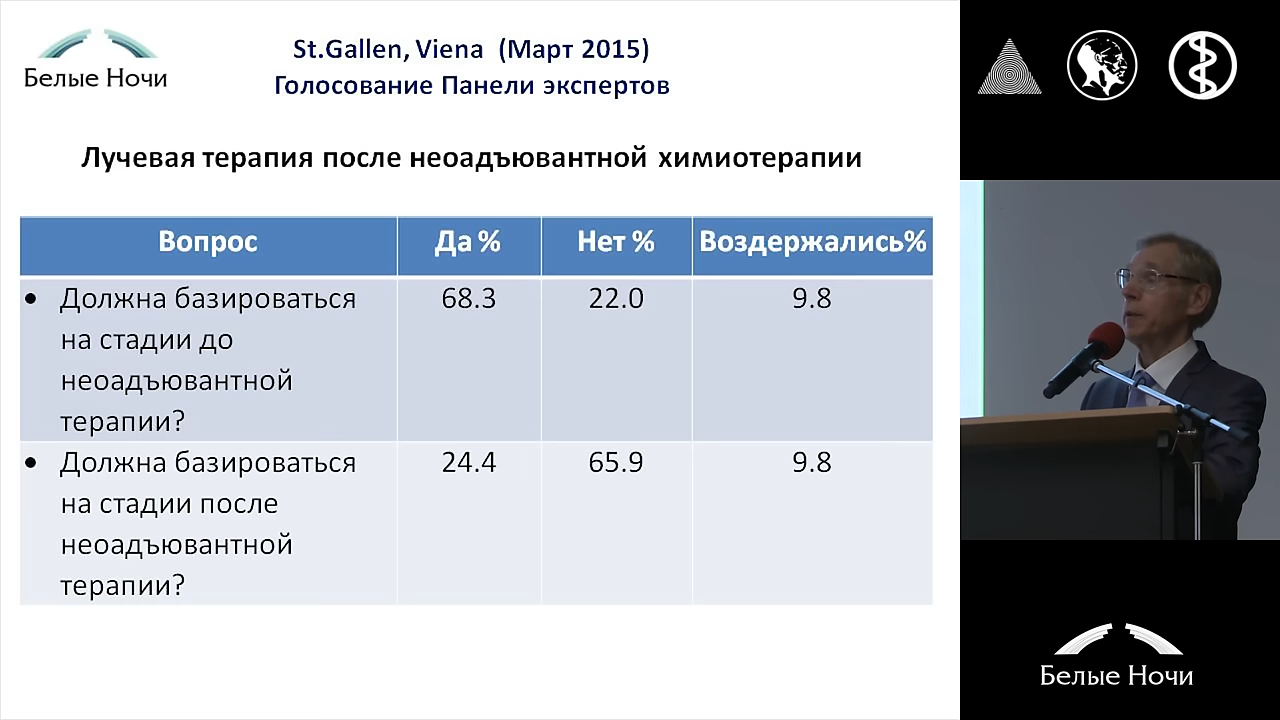 Белые Ночи
St.Gallen, Viena (Март 2015)
Голосование Панели экспертов
Лучевая терапия после неоадъювантной химиотерапии
Вопрос Да % Нет % Воздержались%
• Должна базироваться 68.3 22.0 9.8
на стадии до
неоадъювантной
терапии?
• Должна базироваться 24.4 65.9 9.8
на стадии после
неоадъювантной
терапии?
Белые Ночи